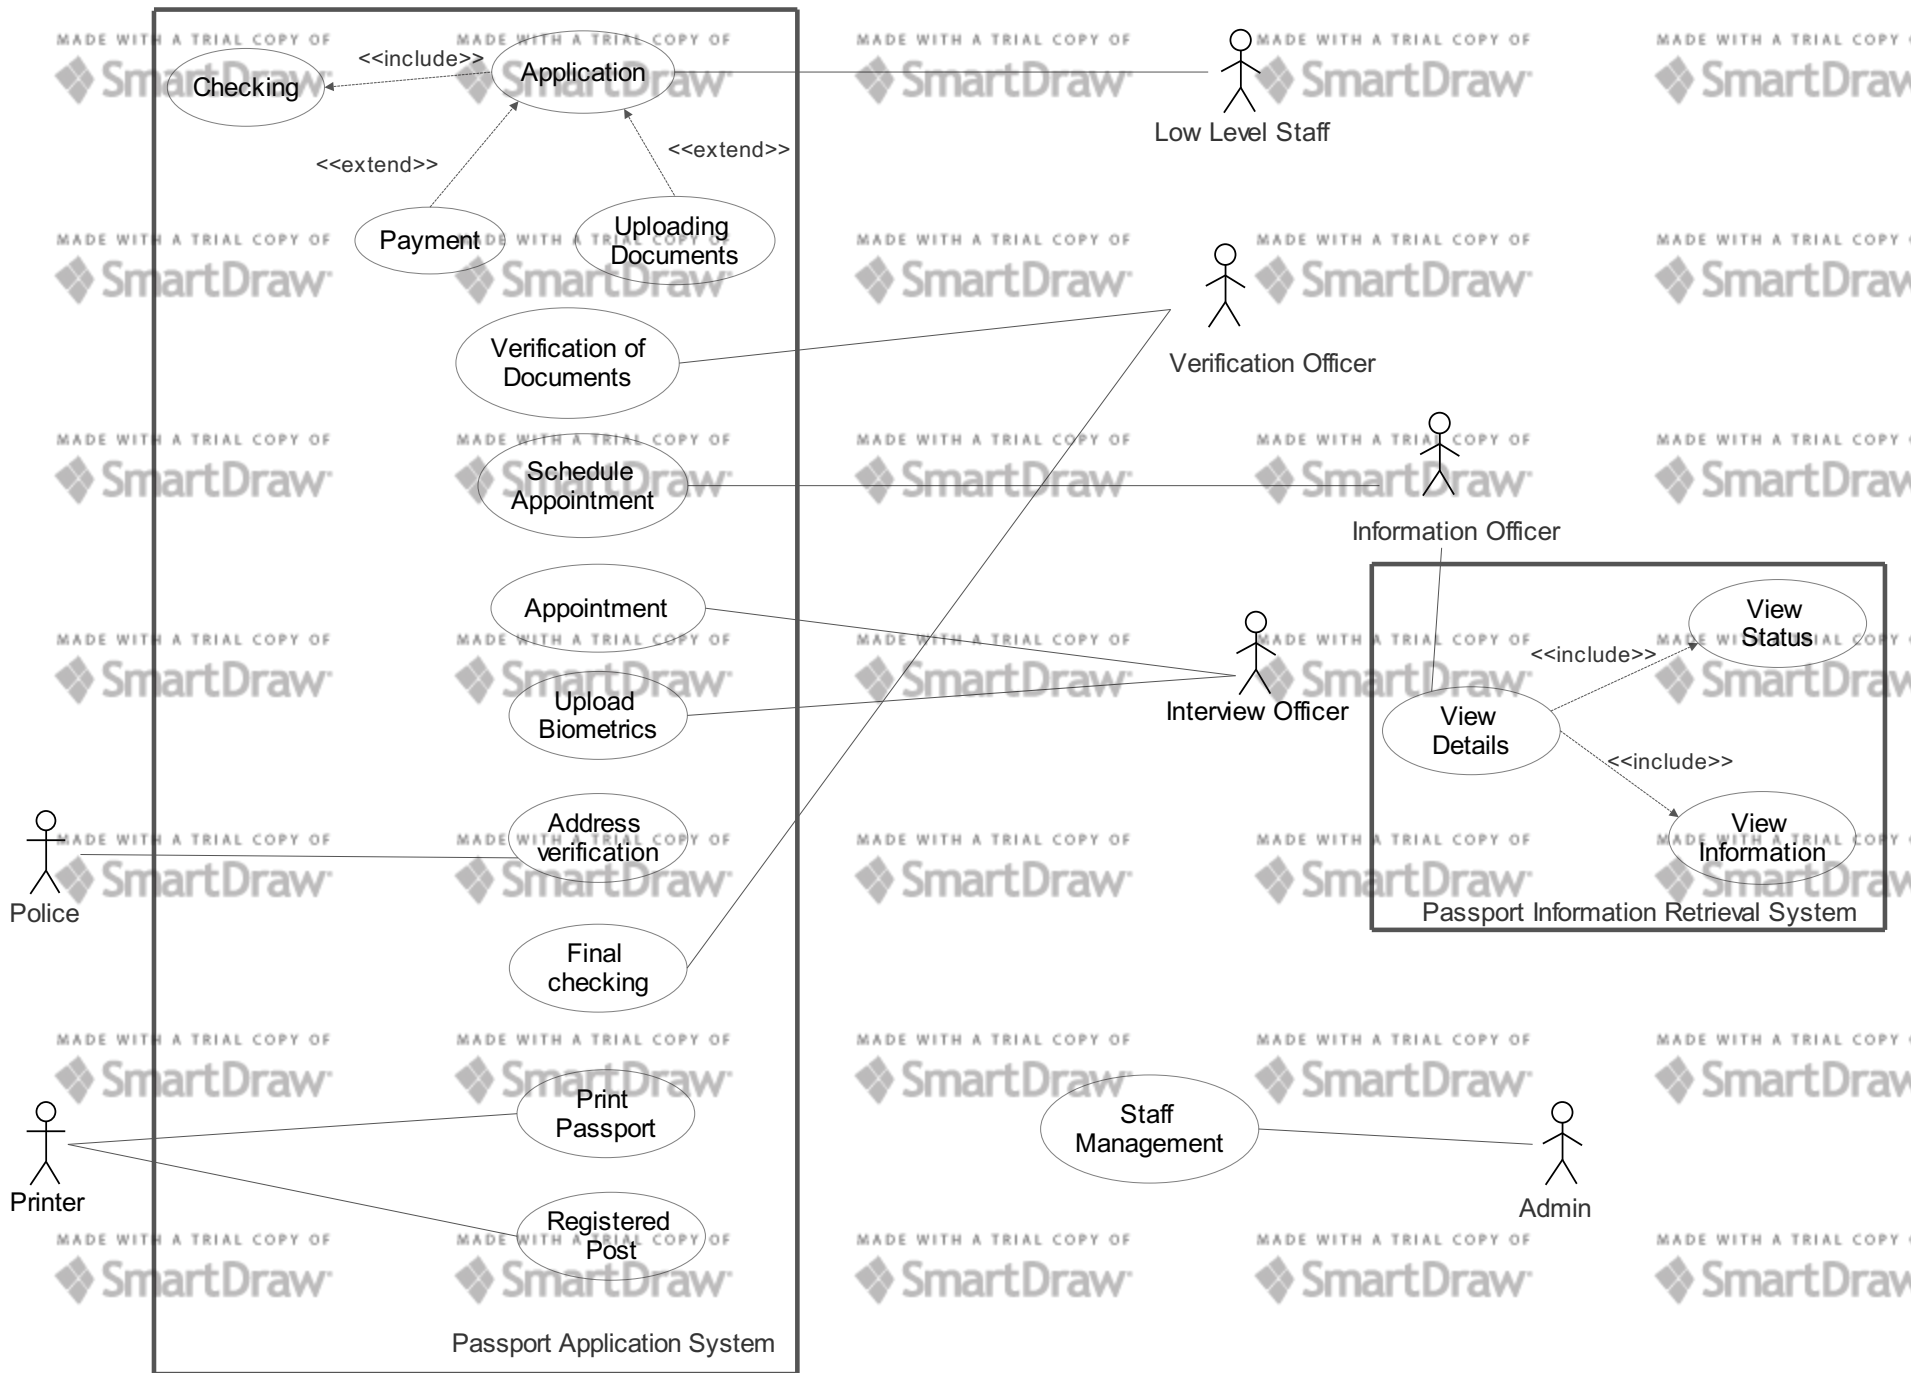 MADE WITH A TRIAL COPY OF
SmartDraw
<<include>>
Checking
Application
Low Level Staff
<<extend>>
<<extend>>
Payment
Uploading
Documents
Verification of
Documents
Verification Officer
Schedule
Appointment
Information Officer
Appointment
Upload
Biometrics
Interview Officer
View
Status
<<include>>
View
Details
<<include>>
View
Information
Passport Information Retrieval System
Address
verification
Police
Final
checking
Print
Passport
Printer
Registered
Post
Staff
Management
Admin
Passport Application System